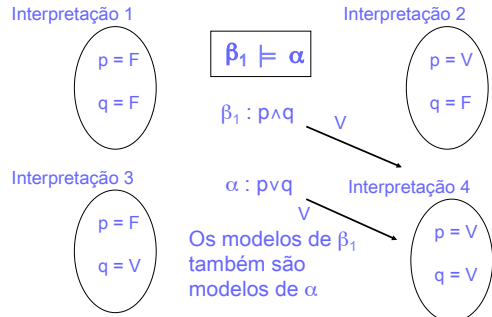 Interpretação 1
p = F
q = F
β₁ ⊨ α
Interpretação 2
p = V
q = F
β₁ : p∧q
V
Interpretação 3
p = F
q = V
α : p∨q
V
Os modelos de β₁
também são
modelos de α
Interpretação 4
p = V
q = V